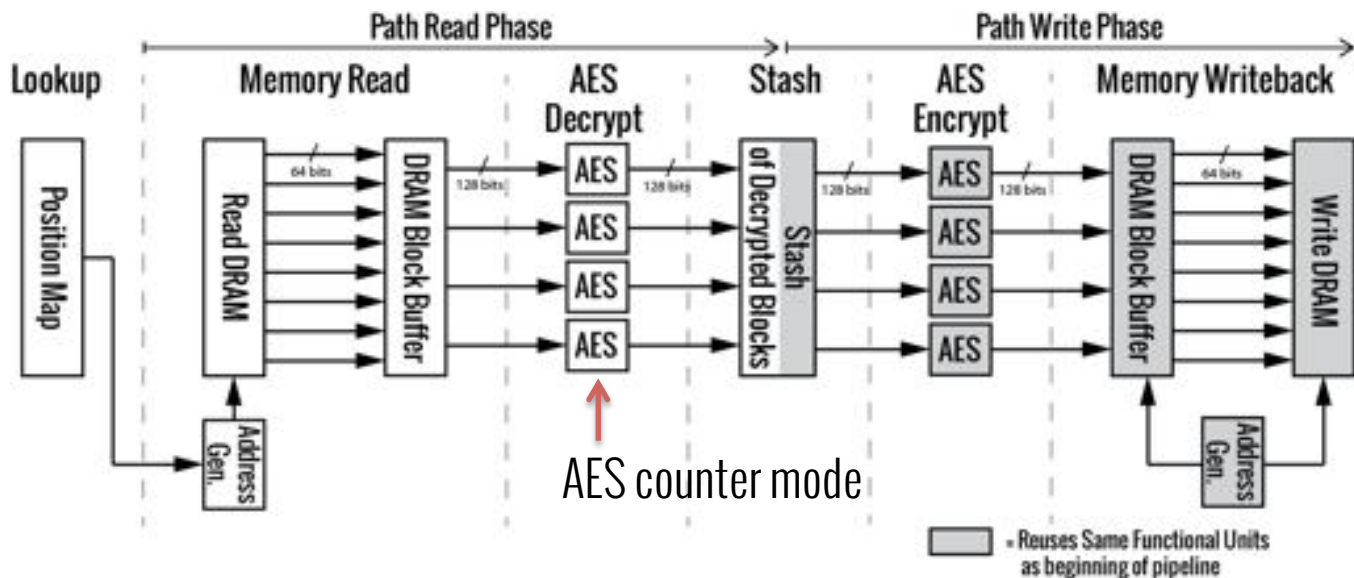 Path Read Phase
Path Write Phase
Lookup
Memory Read
AES
Decrypt
Stash
AES
Encrypt
Memory Writeback
Position Map
Read DRAM
64 bits
DRAM Block Buffer
128 bits
AES
AES
AES
AES
128 bits
of Decrypted Blocks
Stash
128 bits
AES
AES
AES
AES
128 bits
DRAM Block Buffer
64 bits
Write DRAM
Address
Gen.
AES counter mode
Address
Gen.
= Reuses Same Functional Units
as beginning of pipeline